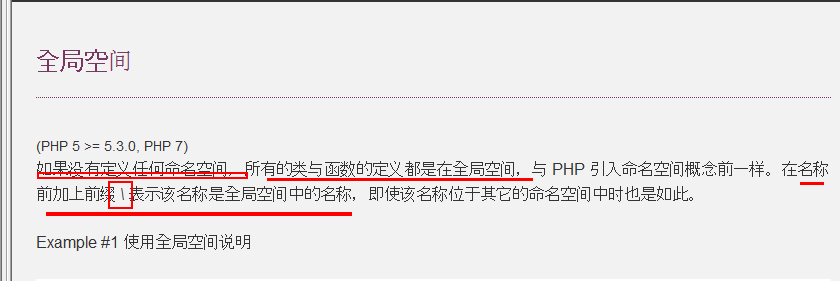 全局空间
(PHP 5 >= 5.3.0, PHP 7)
如果没有定义任何命名空间，所有的类与函数的定义都是在全局空间，与 PHP 引入命名空间概念前一样。在名称
前加上前缀 \ 表示该名称是全局空间中的名称，即使该名称位于其它的命名空间中时也是如此。
Example #1 使用全局空间说明